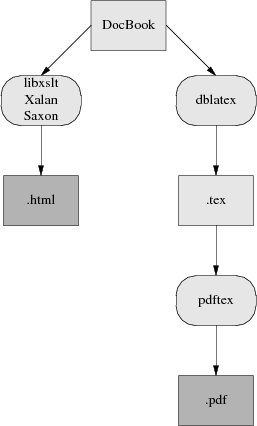 DocBook
libxslt
Xalan
Saxon
dblatex
.html
.tex
pdftex
.pdf